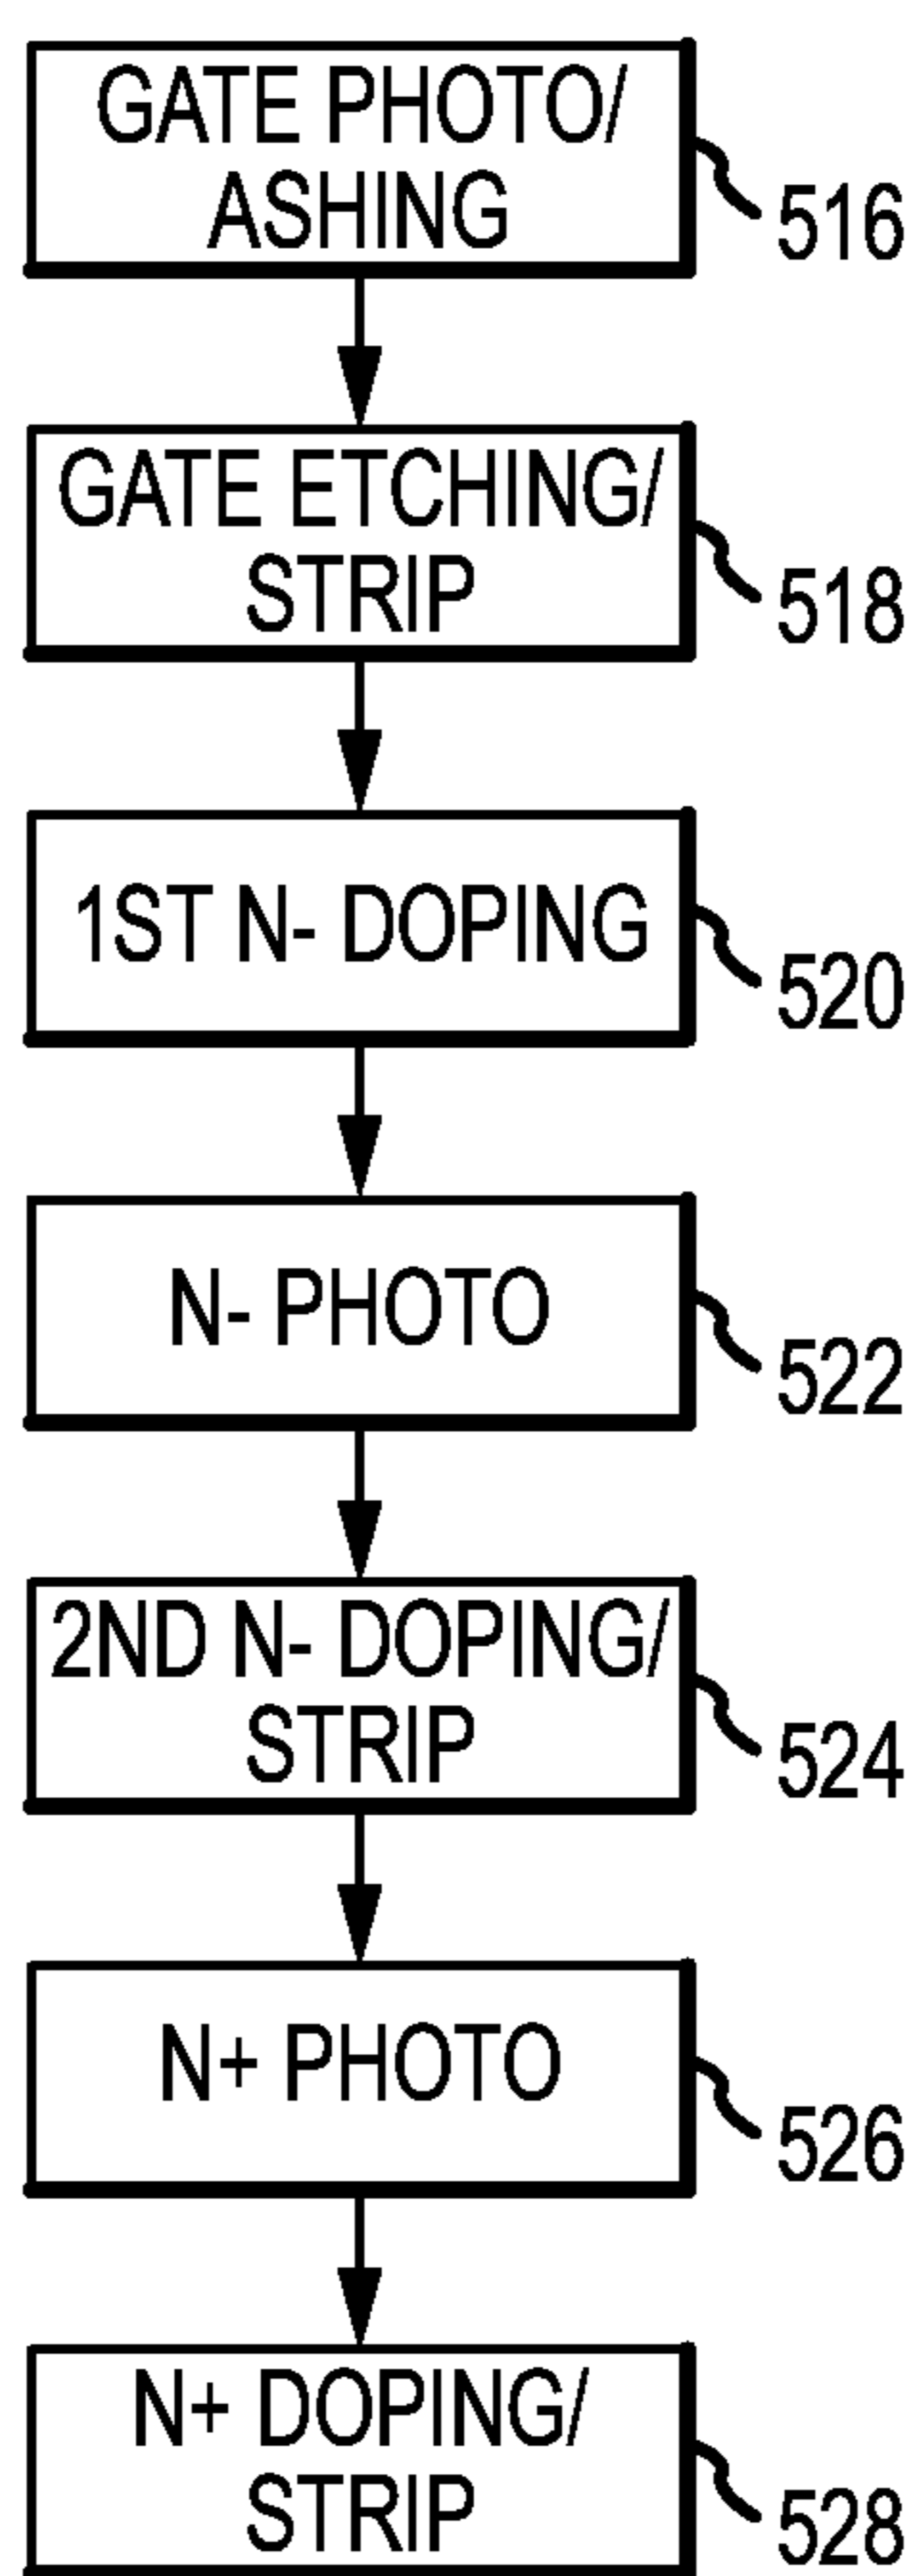 GATE PHOTO/
ASHING
516
GATE ETCHING/
STRIP
518
1ST N- DOPING
520
N- PHOTO
522
2ND N- DOPING/
STRIP
524
N+ PHOTO
526
N+ DOPING/
STRIP
528